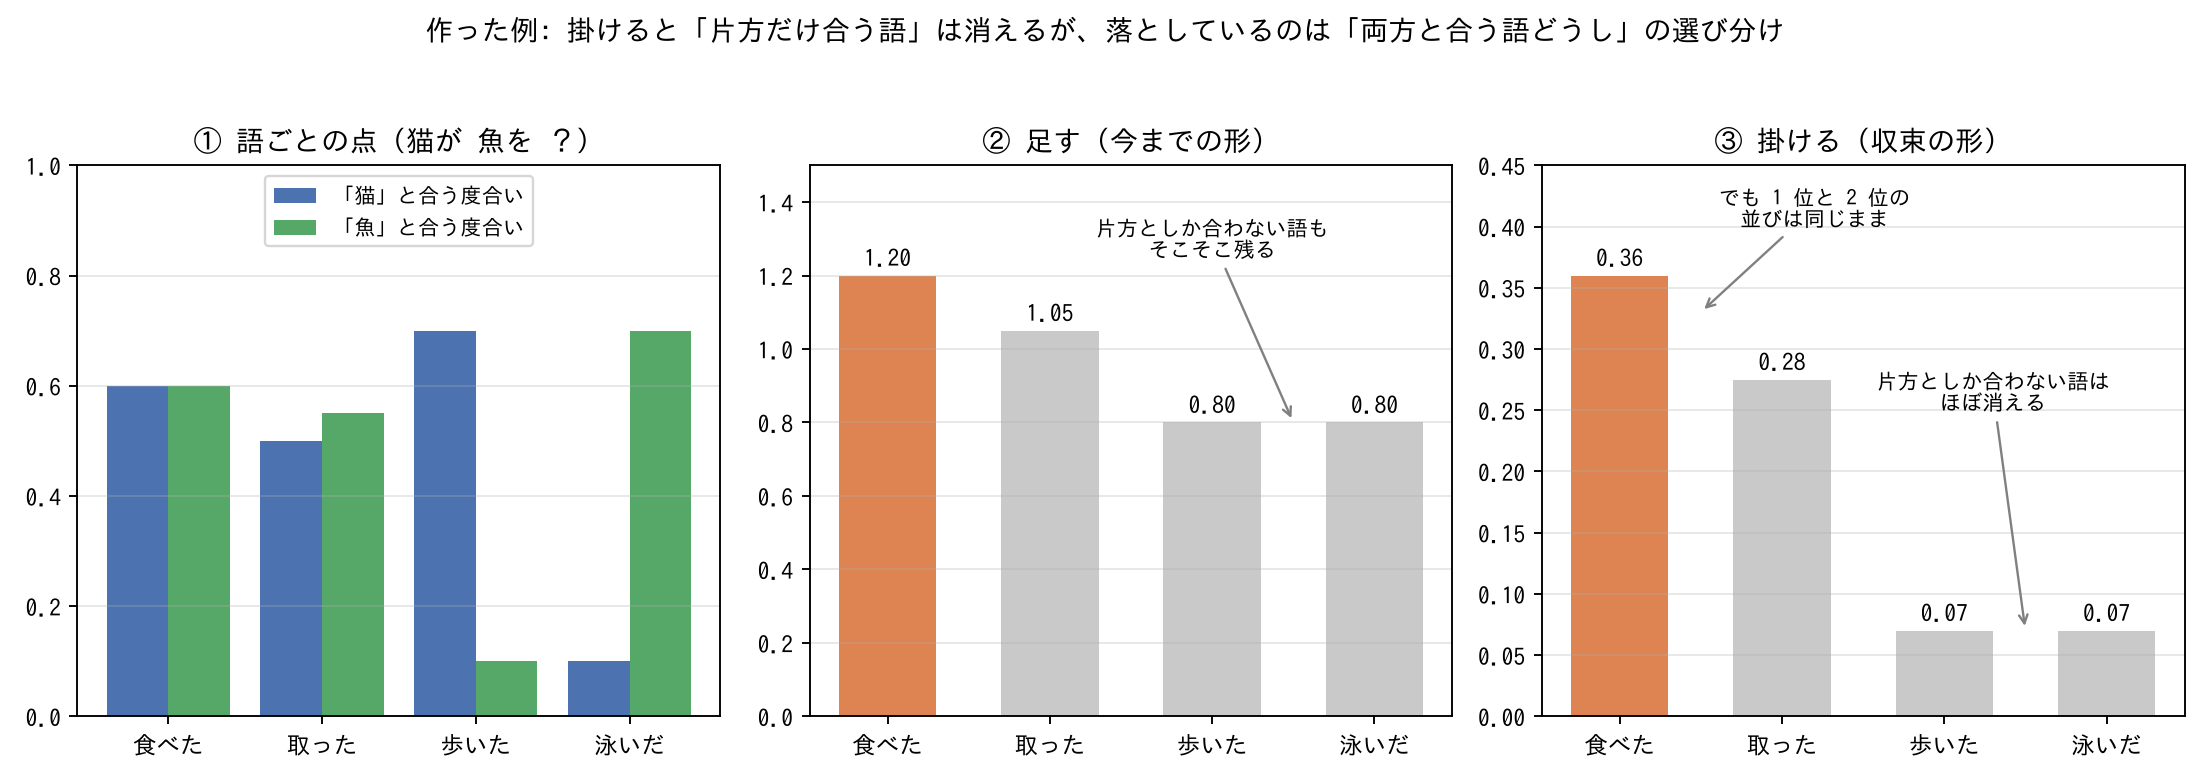 作った例: 掛けると「片方だけ合う語」は消えるが、落としているのは「両方と合う語どうし」の選び分け
① 語ごとの点（猫が 魚を ？）
1.0
0.8
0.6
0.4
0.2
0.0
「猫」と合う度合い
「魚」と合う度合い
食べた
取った
歩いた
泳いだ
② 足す（今までの形）
1.4
1.2
1.0
0.8
0.6
0.4
0.2
0.0
片方としか合わない語も
そこそこ残る
1.20
1.05
0.80
0.80
食べた
取った
歩いた
泳いだ
③ 掛ける（収束の形）
0.45
0.40
0.35
0.30
0.25
0.20
0.15
0.10
0.05
0.00
でも 1 位と 2 位の
並びは同じまま
片方としか合わない語は
ほぼ消える
0.36
0.28
0.07
0.07
食べた
取った
歩いた
泳いだ